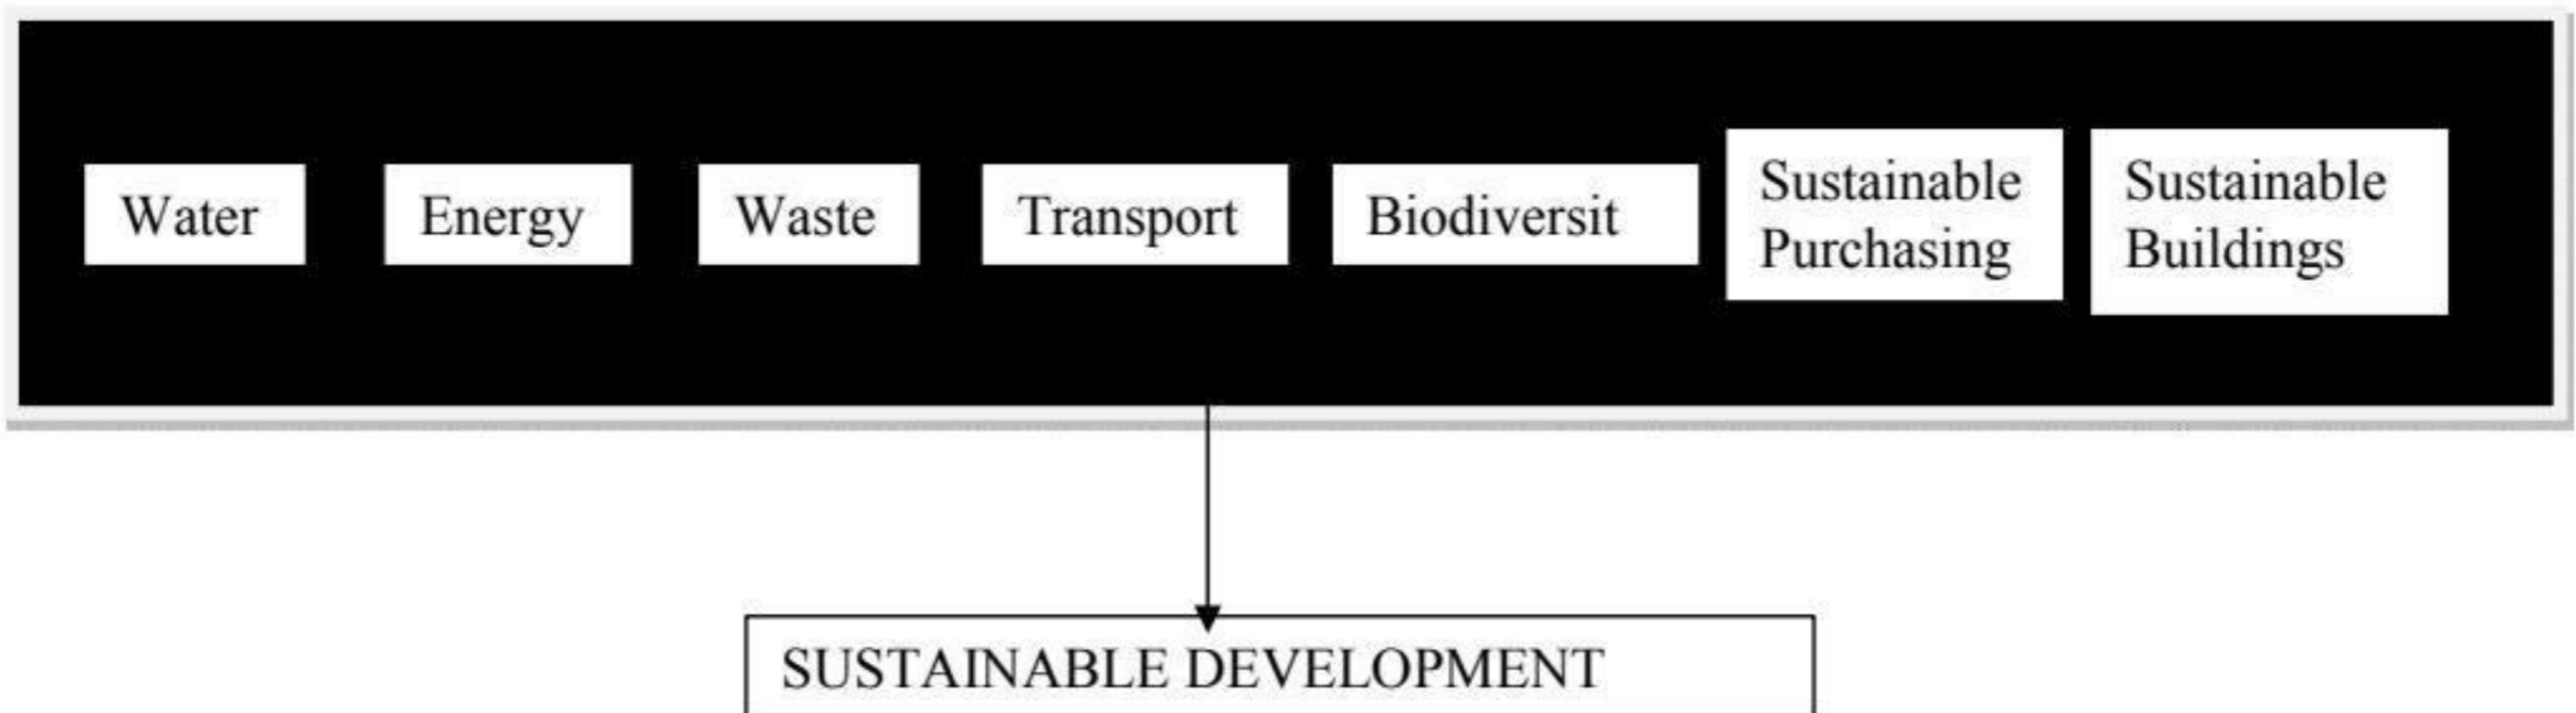 Water
Energy
Waste
Transport
Biodiversit
Sustainable
Purchasing
Sustainable
Buildings
SUSTAINABLE DEVELOPMENT